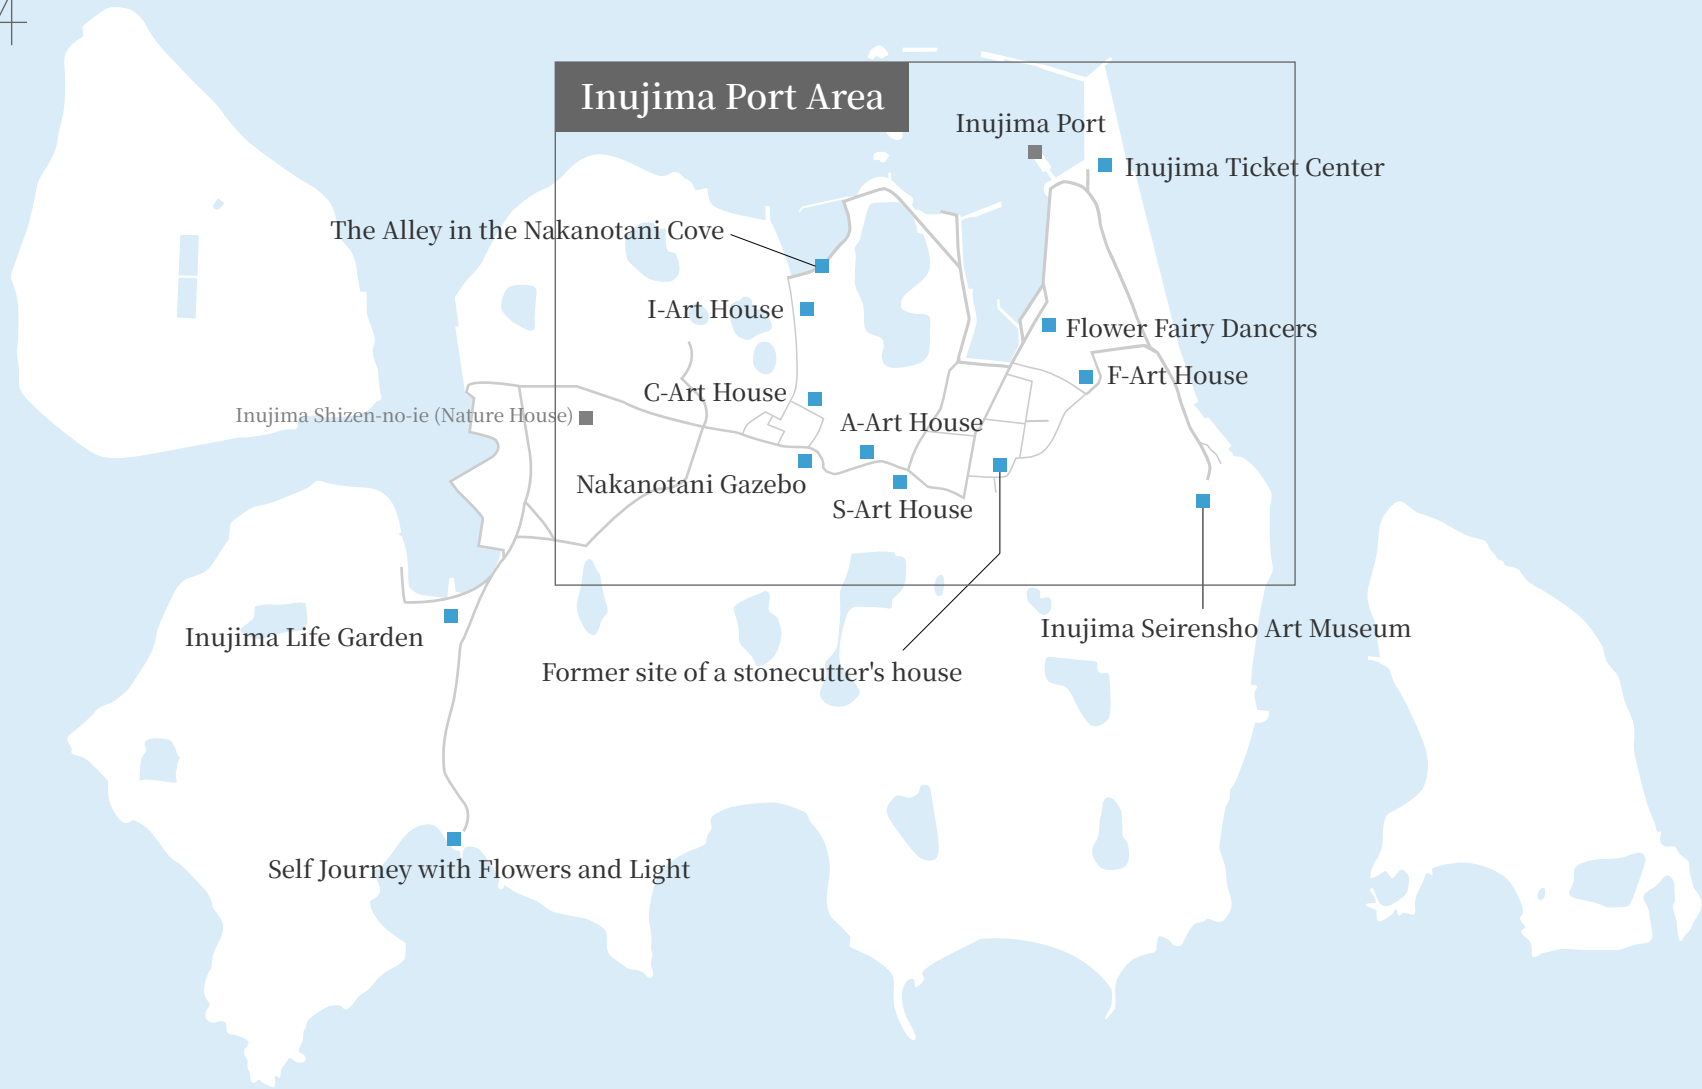 Inujima Port Area
Inujima Port
Inujima Ticket Center
The Alley in the Nakanotani Cove
I-Art House
Flower Fairy Dancers
F-Art House
C-Art House
Inujima Shizen-no-ie (Nature House)
A-Art House
Nakanotani Gazebo
S-Art House
Inujima Life Garden
Inujima Seirensho Art Museum
Former site of a stonecutter's house
Self Journey with Flowers and Light